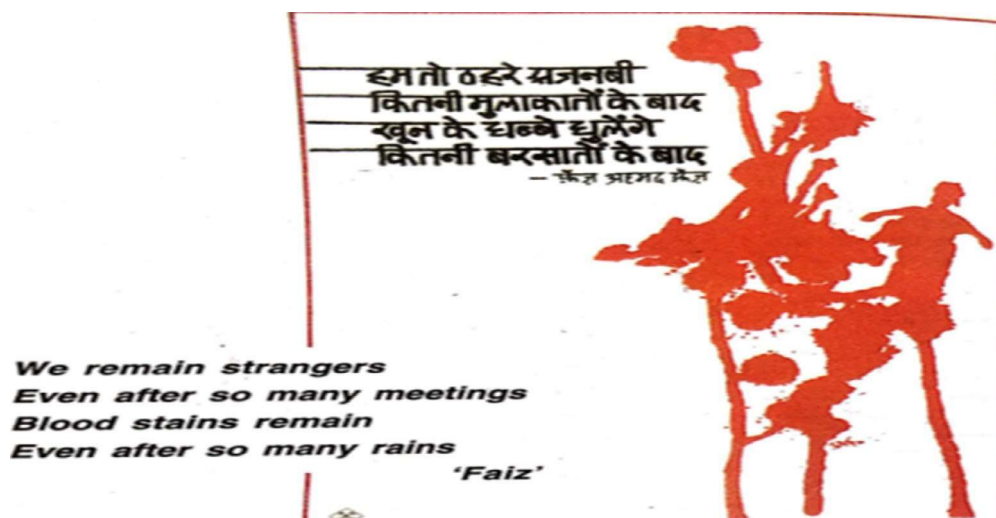 हम तो ठहरे अजनबी
कितनी मुलाकातों के बाद
खून के धब्बे धुलेंगे
कितनी बरसातों के बाद
– फ़ैज़ अहमद फ़ैज़
We remain strangers
Even after so many meetings
Blood stains remain
Even after so many rains
‘Faiz’